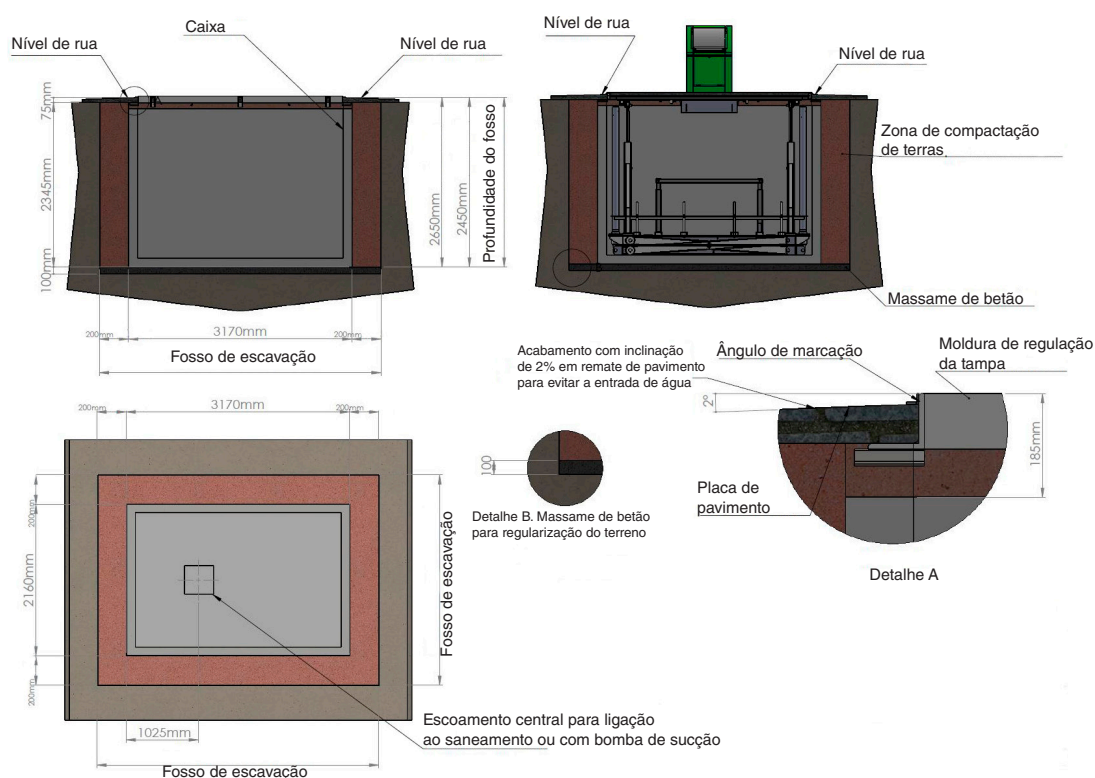 Caixa
Nível de rua
Nível de rua
75mm
2345mm
100mm
2650mm
2450mm
Profundidade do fosso
200mm
3170mm
200mm
Fosso de escavação
Nível de rua
Nível de rua
Zona de compactação
de terras
Massame de betão
200mm
3170mm
200mm
200mm
2160mm
200mm
Fosso de escavação
1025mm
Fosso de escavação
Escoamento central para ligação
ao saneamento ou com bomba de sucção
100
Detalhe B. Massame de betão
para regularização do terreno
Acabamento com inclinação
de 2% em remate de pavimento
para evitar a entrada de água
Ângulo de marcação
Moldura de regulação
da tampa
2º
185mm
Placa de
pavimento
Detalhe A